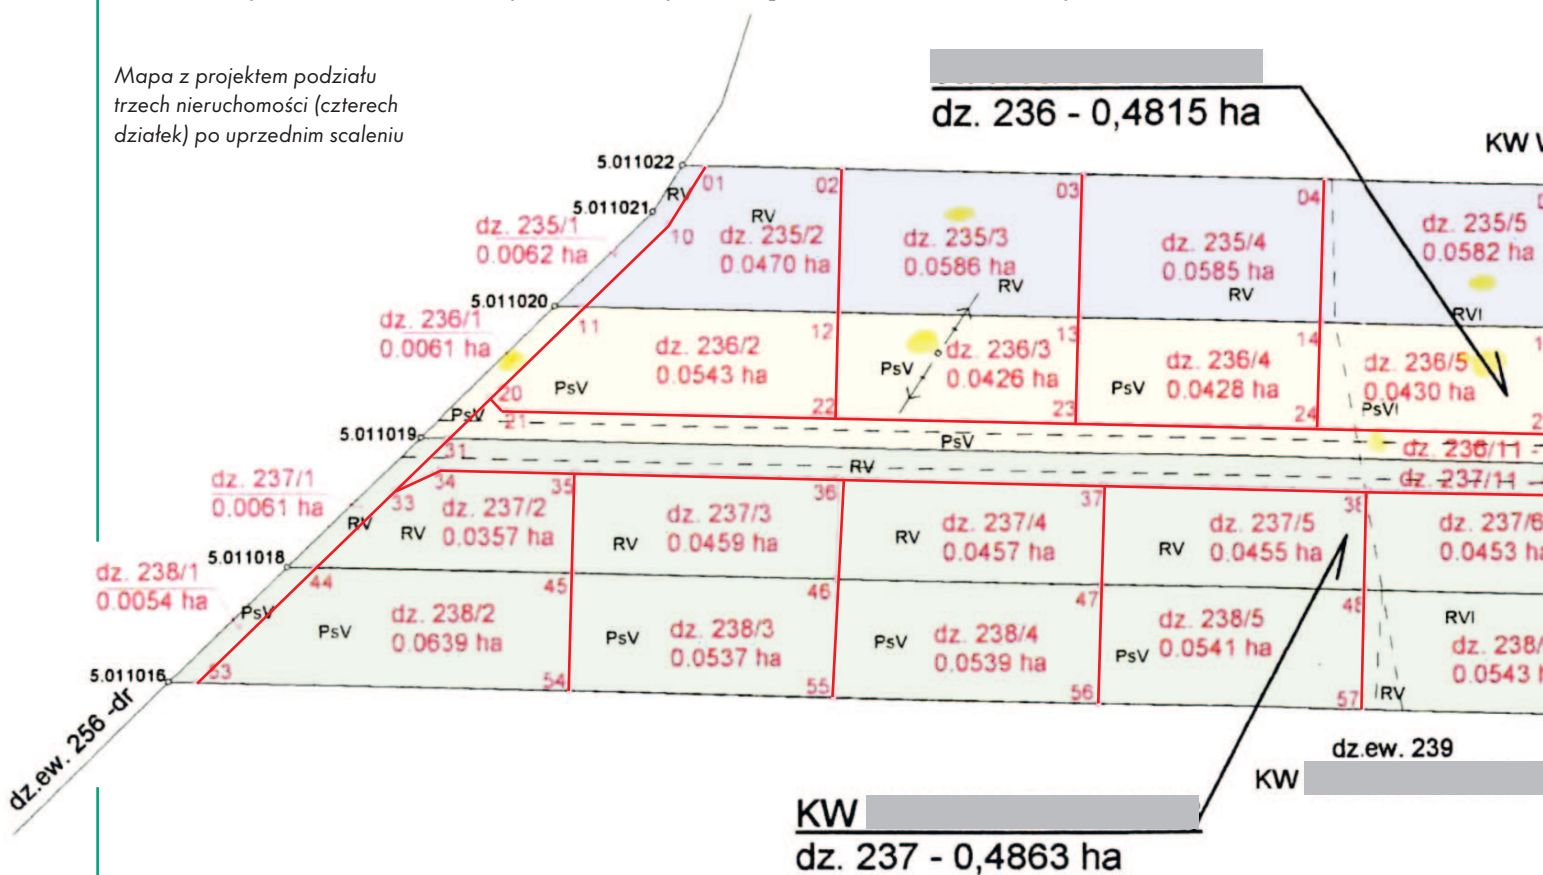 Mapa z projektem podziału
trzech nieruchomości (czterech
działek) po uprzednim scaleniu
dz. 236 - 0,4815 ha
KW
5.011022
01
02
03
04
RV
5.011021
10
RV
dz. 235/1
0.0062 ha
dz. 235/2
0.0470 ha
dz. 235/3
0.0586 ha
RV
dz. 235/4
0.0585 ha
RV
dz. 235/5
0.0582 ha
RVI
5.011020
11
12
13
14
dz. 236/1
0.0061 ha
dz. 236/2
0.0543 ha
PsV
dz. 236/3
0.0426 ha
PsV
dz. 236/4
0.0428 ha
PsV
dz. 236/5
0.0430 ha
PsVI
20
21
22
23
24
PsV
5.011019
PsV
dz. 236/11 -
31
RV
dz. 237/11 -
33
34
35
36
37
38
dz. 237/1
0.0061 ha
RV
RV
dz. 237/2
0.0357 ha
RV
dz. 237/3
0.0459 ha
RV
dz. 237/4
0.0457 ha
RV
dz. 237/5
0.0455 ha
dz. 237/6
0.0453 ha
5.011018
44
45
46
47
48
dz. 238/1
0.0054 ha
PsV
PsV
dz. 238/2
0.0639 ha
PsV
dz. 238/3
0.0537 ha
PsV
dz. 238/4
0.0539 ha
PsV
dz. 238/5
0.0541 ha
RVI
dz. 238/
0.0543
RV
5.011016
53
54
55
56
57
dz.ew. 256 -dr
dz.ew. 239
KW
KW
dz. 237 - 0,4863 ha